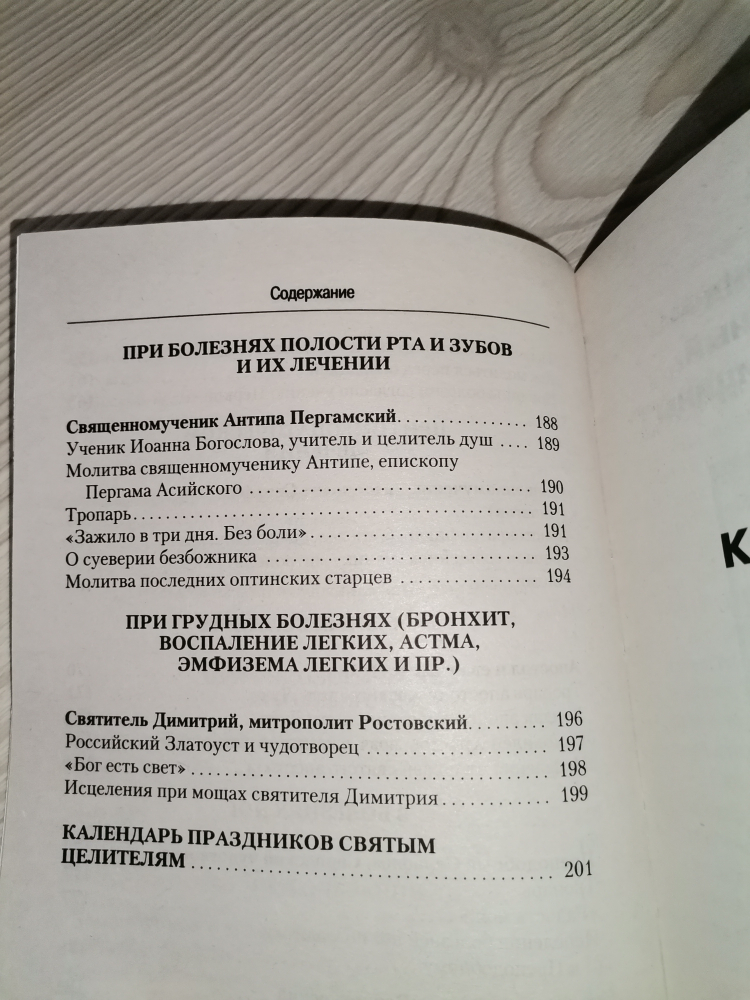 Содержание
ПРИ БОЛЕЗНЯХ ПОЛОСТИ РТА И ЗУБОВ
И ИХ ЛЕЧЕНИИ
Священномученик Антипа Пергамский. . . . . . . . . . . . . . . . 188
Ученик Иоанна Богослова, учитель и целитель душ . . . . 189
Молитва священномученику Антипе, епископу
Пергама Асийского . . . . . . . . . . . . . . . . . . . . . . . . . . . . . . . . 190
Тропарь. . . . . . . . . . . . . . . . . . . . . . . . . . . . . . . . . . . . . . . . . . . . . 191
«Зажило в три дня. Без боли» . . . . . . . . . . . . . . . . . . . . . . . . . 191
О суеверии безбожника . . . . . . . . . . . . . . . . . . . . . . . . . . . . . . 193
Молитва последних оптинских старцев . . . . . . . . . . . . . . . 194
ПРИ ГРУДНЫХ БОЛЕЗНЯХ (БРОНХИТ,
ВОСПАЛЕНИЕ ЛЕГКИХ, АСТМА,
ЭМФИЗЕМА ЛЕГКИХ И ПР.)
Святитель Димитрий, митрополит Ростовский. . . . . . . . . 196
Российский Златоуст и чудотворец . . . . . . . . . . . . . . . . . . . 197
«Бог есть свет» . . . . . . . . . . . . . . . . . . . . . . . . . . . . . . . . . . . . . . 198
Исцеления при мощах святителя Димитрия . . . . . . . . . . . . 199
КАЛЕНДАРЬ ПРАЗДНИКОВ СВЯТЫМ
ЦЕЛИТЕЛЯМ . . . . . . . . . . . . . . . . . . . . . . . . . . . . . . . . . . . . . . 201
К